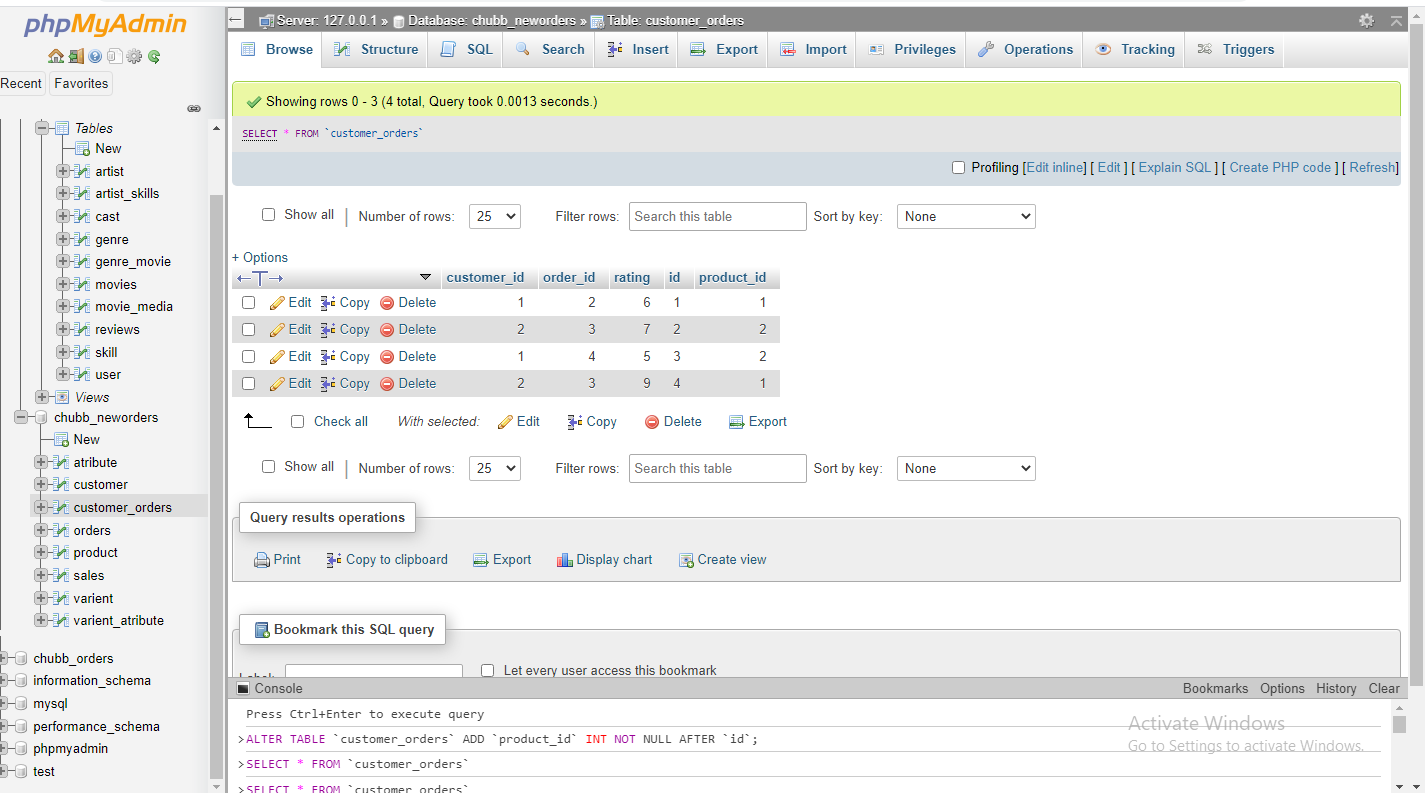 phpMyAdmin
Recent Favorites
Tables
New
artist
artist_skills
cast
genre
genre_movie
movies
movie_media
reviews
skill
user
Views
chubb_neworders
New
atribute
customer
customer_orders
orders
product
sales
varient
varient_atribute
chubb_orders
information_schema
mysql
performance_schema
phpmyadmin
test
Server: 127.0.0.1 » Database: chubb_neworders » Table: customer_orders
Browse Structure SQL Search Insert Export Import Privileges Operations Tracking Triggers
Showing rows 0 - 3 (4 total, Query took 0.0013 seconds.)
SELECT * FROM `customer_orders`
Profiling [Edit inline] [ Edit ] [ Explain SQL ] [ Create PHP code ] [ Refresh]
Show all | Number of rows: 25 Filter rows: Search this table Sort by key: None
+ Options
←T→ customer_id order_id rating id product_id
Edit Copy Delete 1 2 6 1 1
Edit Copy Delete 2 3 7 2 2
Edit Copy Delete 1 4 5 3 2
Edit Copy Delete 2 3 9 4 1
Check all With selected: Edit Copy Delete Export
Show all | Number of rows: 25 Filter rows: Search this table Sort by key: None
Query results operations
Print Copy to clipboard Export Display chart Create view
Bookmark this SQL query
Label: Let every user access this bookmark
Console Bookmarks Options History Clear
Press Ctrl+Enter to execute query
>ALTER TABLE `customer_orders` ADD `product_id` INT NOT NULL AFTER `id`;
>SELECT * FROM `customer_orders`
>SELECT * FROM `customer_orders`
Activate Windows
Go to Settings to activate Windows.